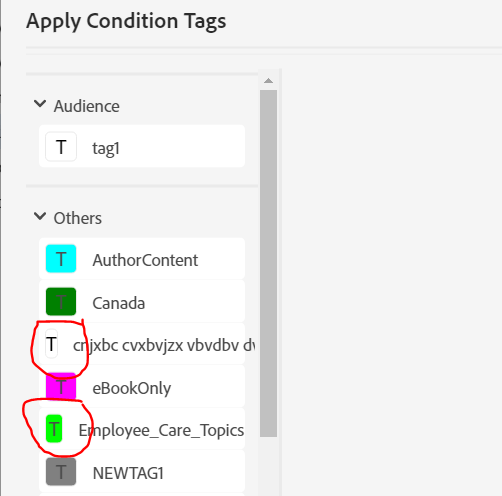 Apply Condition Tags
Audience
T tag1
Others
T AuthorContent
T Canada
T cnjxbc cvxbvjzx vbvdbv dv
T eBookOnly
T Employee_Care_Topics
T NEWTAG1